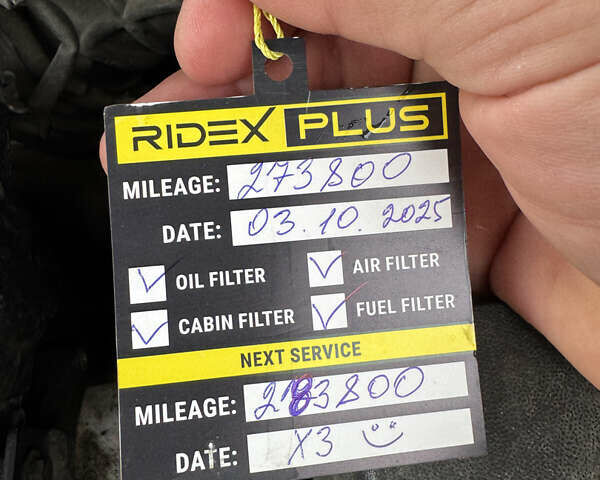 RIDEX PLUS
MILEAGE: 273800
DATE: 03.10.2025
OIL FILTER AIR FILTER
CABIN FILTER FUEL FILTER
NEXT SERVICE
MILEAGE: 283800
DATE: X3